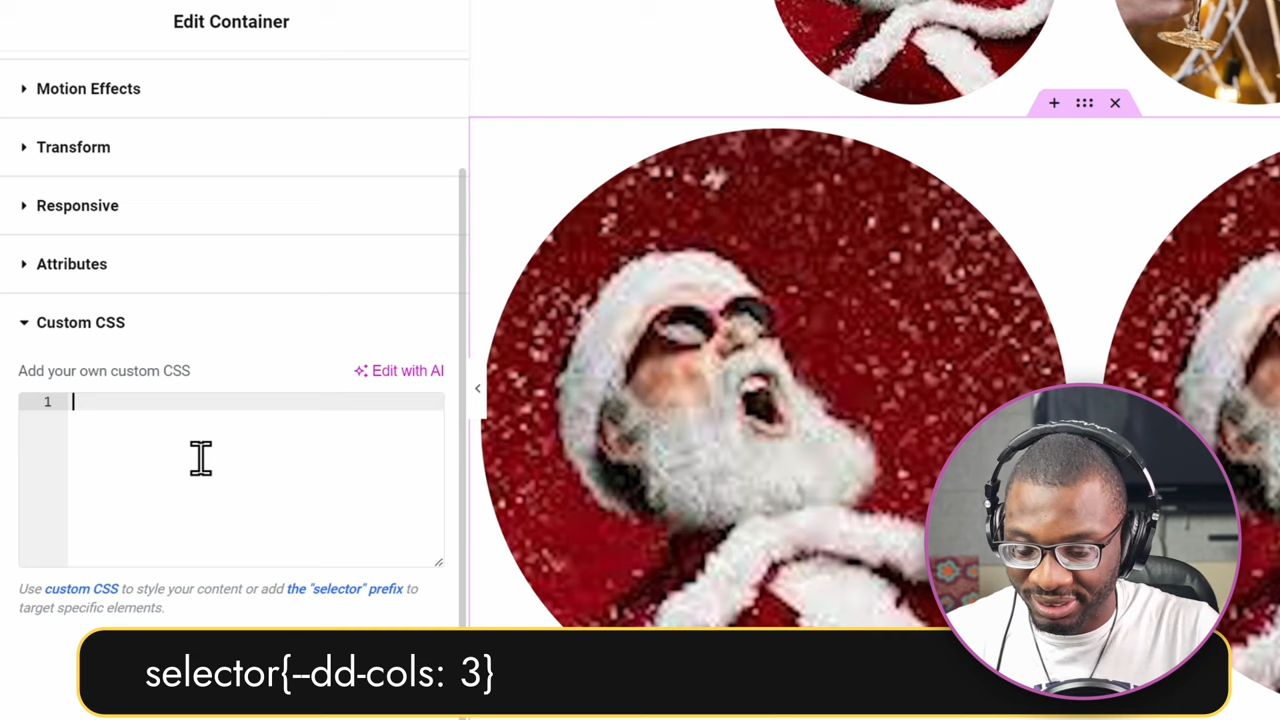 Edit Container
Motion Effects
Transform
Responsive
Attributes
Custom CSS
Add your own custom CSS
Edit with AI
1
Use custom CSS to style your content or add the "selector" prefix to
target specific elements.
selector{--dd-cols: 3}